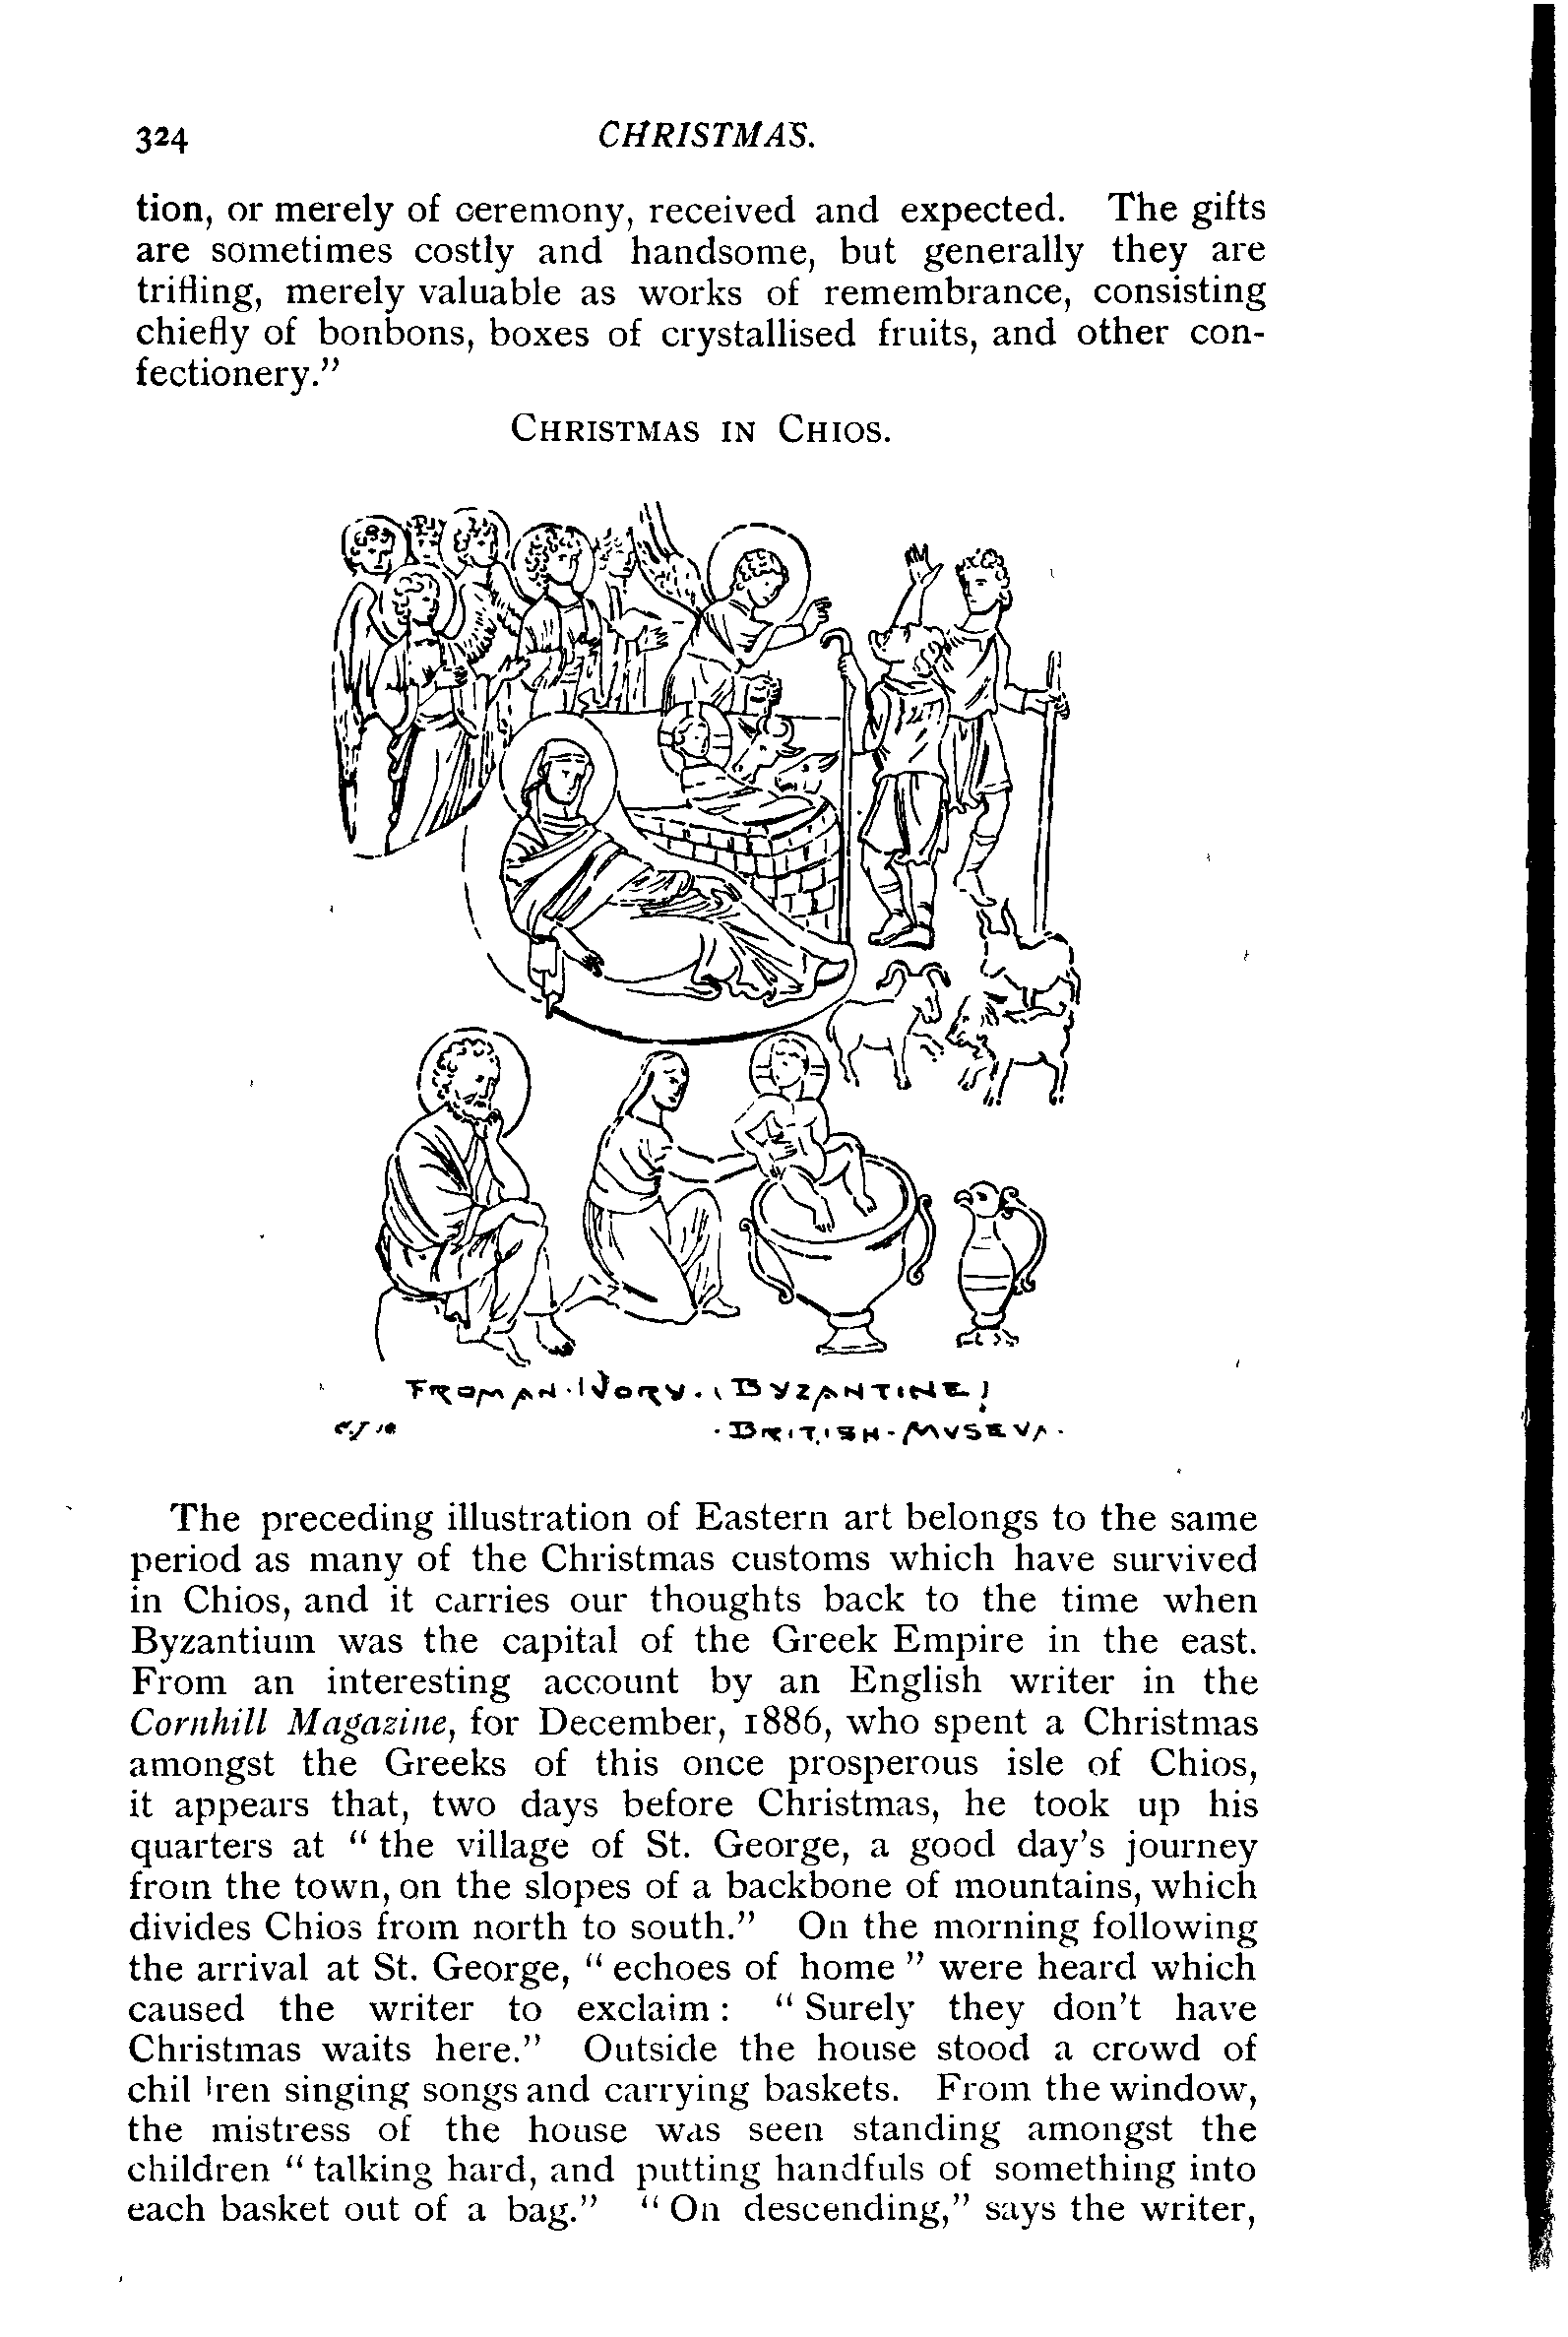 324 CHRISTMAS.
tion, or merely of ceremony, received and expected. The gifts
are sometimes costly and handsome, but generally they are
trifling, merely valuable as works of remembrance, consisting
chiefly of bonbons, boxes of crystallised fruits, and other con-
fectionery.”
CHRISTMAS IN CHIOS.
FROM AN · IVORY · (BYZANTINE)
· BRITISH · MVSEVM ·
The preceding illustration of Eastern art belongs to the same
period as many of the Christmas customs which have survived
in Chios, and it carries our thoughts back to the time when
Byzantium was the capital of the Greek Empire in the east.
From an interesting account by an English writer in the
Cornhill Magazine, for December, 1886, who spent a Christmas
amongst the Greeks of this once prosperous isle of Chios,
it appears that, two days before Christmas, he took up his
quarters at “ the village of St. George, a good day’s journey
from the town, on the slopes of a backbone of mountains, which
divides Chios from north to south.” On the morning following
the arrival at St. George, “ echoes of home ” were heard which
caused the writer to exclaim : “ Surely they don’t have
Christmas waits here.” Outside the house stood a crowd of
children singing songs and carrying baskets. From the window,
the mistress of the house was seen standing amongst the
children “ talking hard, and putting handfuls of something into
each basket out of a bag.” “ On descending,” says the writer,